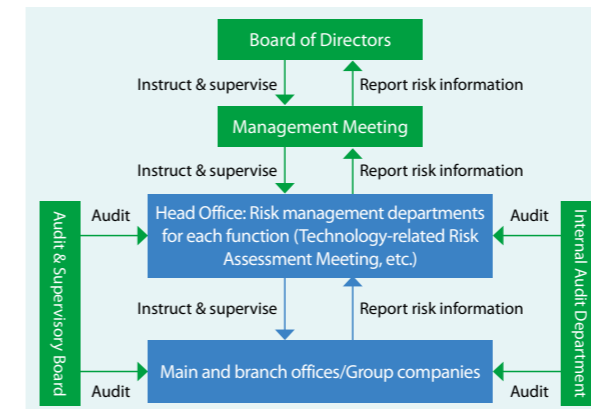 Board of Directors
Instruct & supervise
Report risk information
Management Meeting
Instruct & supervise
Report risk information
Audit & Supervisory Board
Audit
Head Office: Risk management departments
for each function (Technology-related Risk
Assessment Meeting, etc.)
Audit
Internal Audit Department
Instruct & supervise
Report risk information
Audit
Main and branch offices/Group companies
Audit